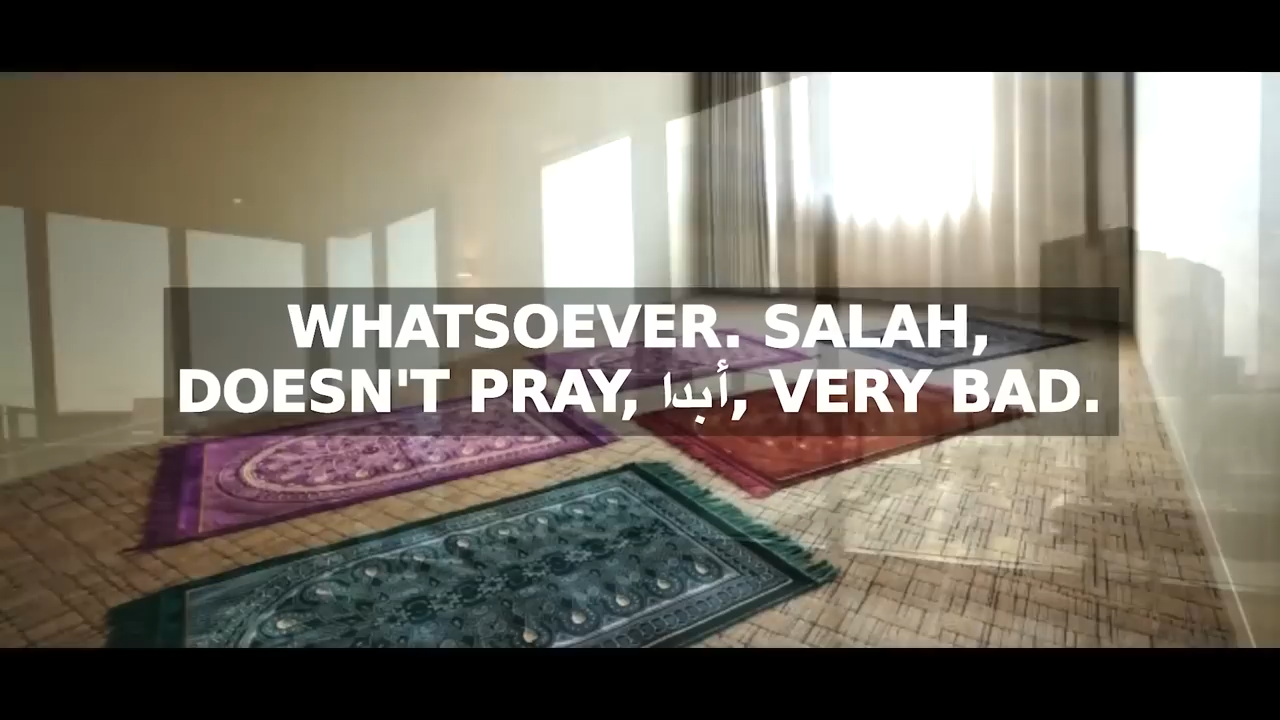 WHATSOEVER. SALAH,
DOESN'T PRAY, أبدا, VERY BAD.